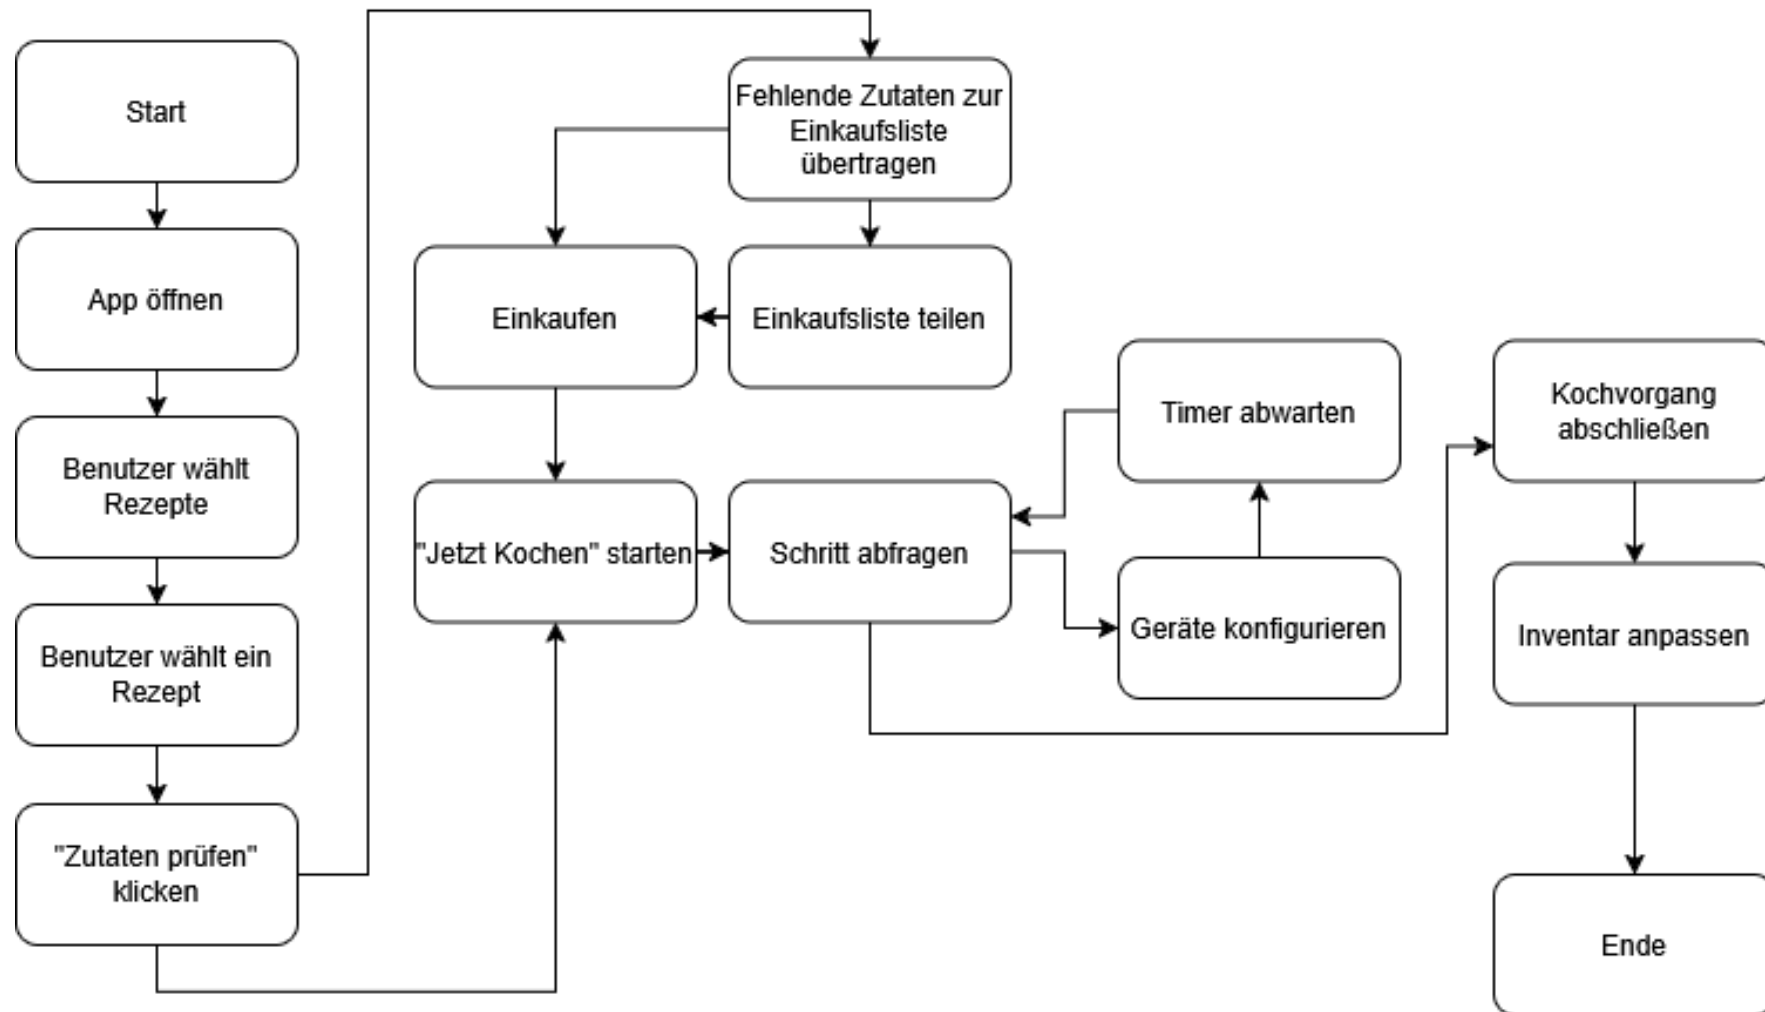 Start
App öffnen
Benutzer wählt
Rezepte
Benutzer wählt ein
Rezept
"Zutaten prüfen"
klicken
Fehlende Zutaten zur
Einkaufsliste
übertragen
Einkaufen
Einkaufsliste teilen
"Jetzt Kochen" starten
Schritt abfragen
Timer abwarten
Geräte konfigurieren
Kochvorgang
abschließen
Inventar anpassen
Ende